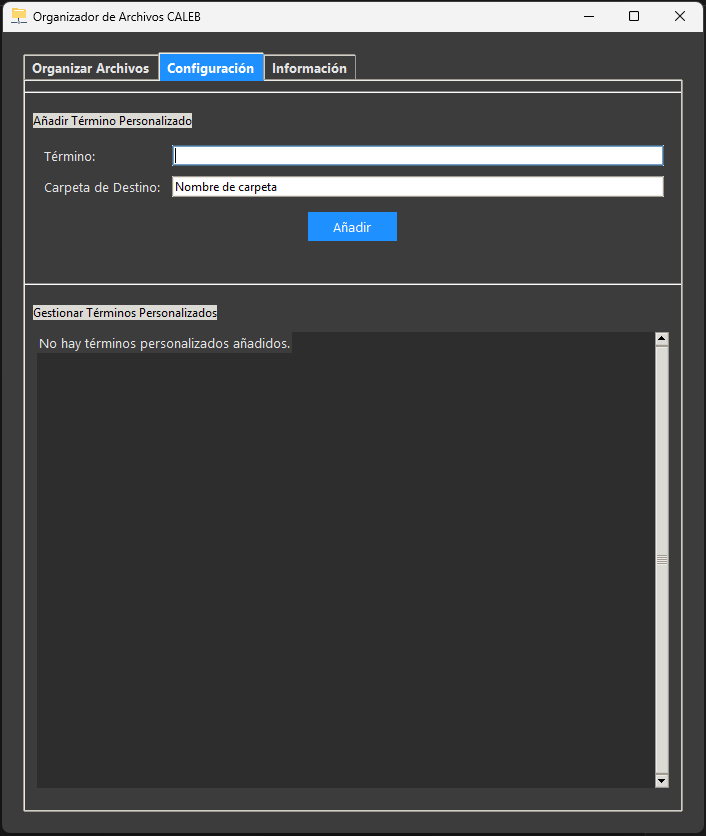 Organizador de Archivos CALEB
Organizar Archivos Configuración Información
Añadir Término Personalizado
Término:
Carpeta de Destino: Nombre de carpeta
Añadir
Gestionar Términos Personalizados
No hay términos personalizados añadidos.